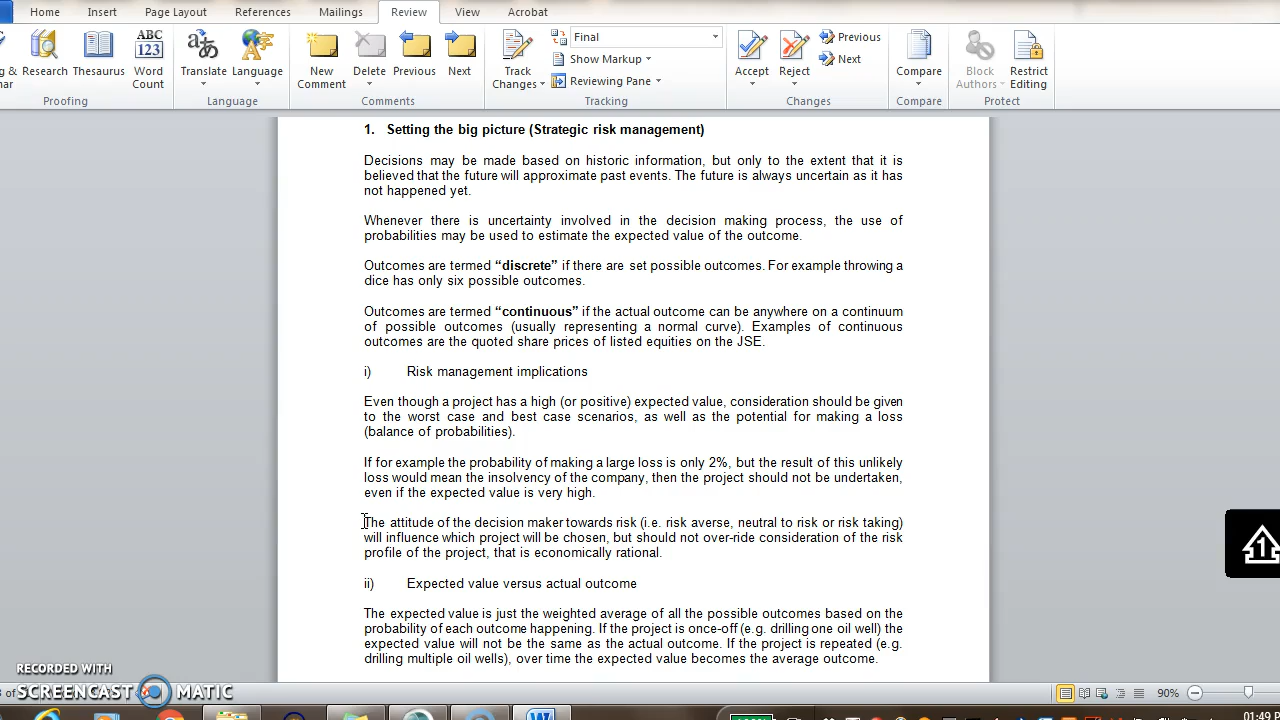 Home Insert Page Layout References Mailings Review View Acrobat
Final
Show Markup
Reviewing Pane
Previous
Next
ABC
123
& Research Thesaurus Word Count
Translate Language
New Comment Delete Previous Next
Track Changes
Accept Reject
Compare
Block Authors Restrict Editing
Proofing Language Comments Tracking Changes Compare Protect
1. Setting the big picture (Strategic risk management)
Decisions may be made based on historic information, but only to the extent that it is
believed that the future will approximate past events. The future is always uncertain as it has
not happened yet.
Whenever there is uncertainty involved in the decision making process, the use of
probabilities may be used to estimate the expected value of the outcome.
Outcomes are termed “discrete” if there are set possible outcomes. For example throwing a
dice has only six possible outcomes.
Outcomes are termed “continuous” if the actual outcome can be anywhere on a continuum
of possible outcomes (usually representing a normal curve). Examples of continuous
outcomes are the quoted share prices of listed equities on the JSE.
i) Risk management implications
Even though a project has a high (or positive) expected value, consideration should be given
to the worst case and best case scenarios, as well as the potential for making a loss
(balance of probabilities).
If for example the probability of making a large loss is only 2%, but the result of this unlikely
loss would mean the insolvency of the company, then the project should not be undertaken,
even if the expected value is very high.
The attitude of the decision maker towards risk (i.e. risk averse, neutral to risk or risk taking)
will influence which project will be chosen, but should not over-ride consideration of the risk
profile of the project, that is economically rational.
ii) Expected value versus actual outcome
The expected value is just the weighted average of all the possible outcomes based on the
probability of each outcome happening. If the project is once-off (e.g. drilling one oil well) the
expected value will not be the same as the actual outcome. If the project is repeated (e.g.
drilling multiple oil wells), over time the expected value becomes the average outcome.
1
RECORDED WITH
SCREENCAST MATIC
90%
01:49